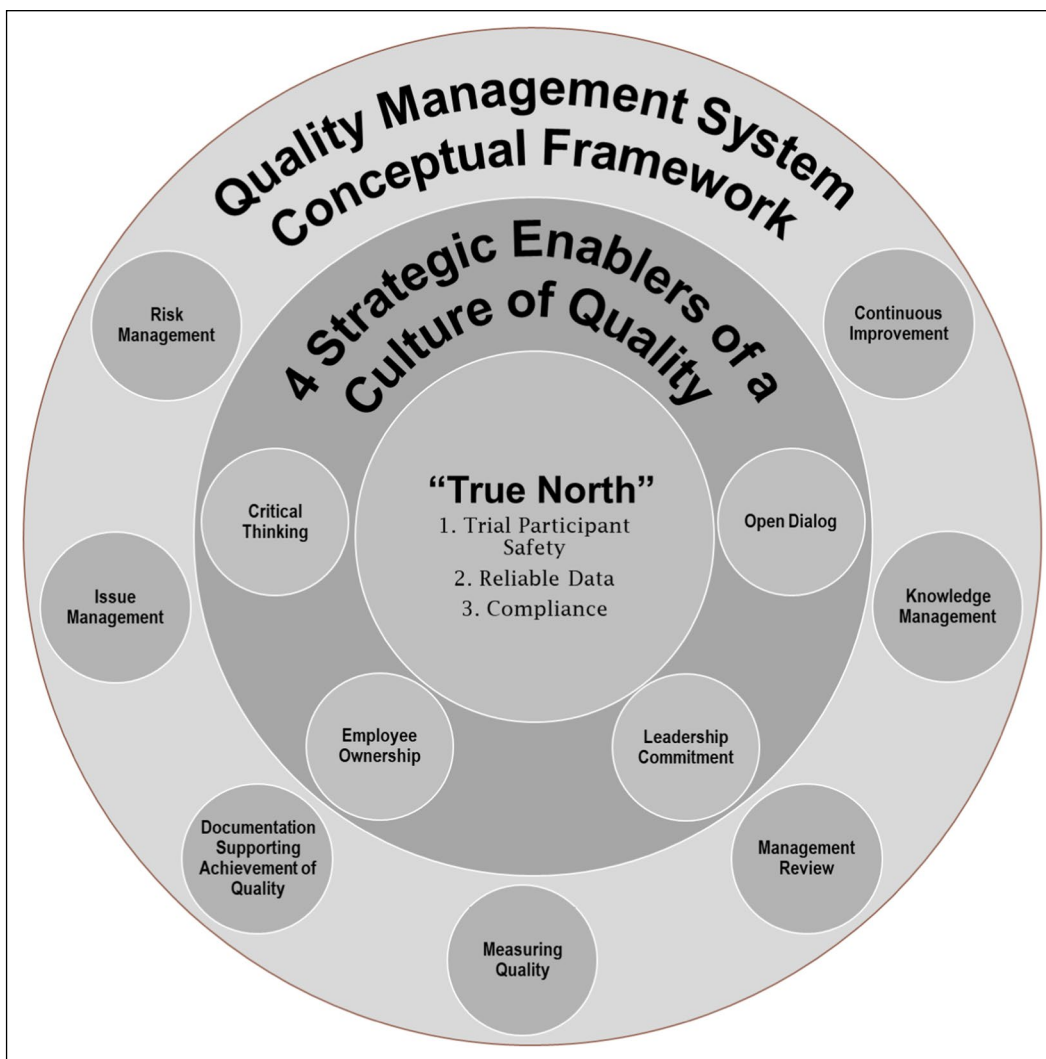 Quality Management System
Conceptual Framework
4 Strategic Enablers of a
Culture of Quality
Risk
Management
Continuous
Improvement
"True North"
1. Trial Participant
Safety
2. Reliable Data
3. Compliance
Critical
Thinking
Open Dialog
Issue
Management
Knowledge
Management
Employee
Ownership
Leadership
Commitment
Documentation
Supporting
Achievement of
Quality
Management
Review
Measuring
Quality